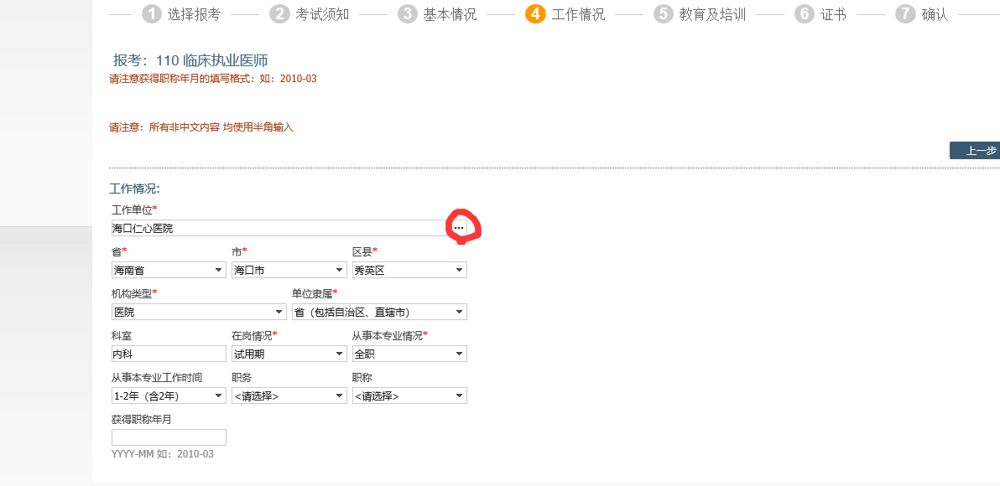 1 选择报考 2 考试须知 3 基本情况 4 工作情况 5 教育及培训 6 证书 7 确认
报考：110 临床执业医师
请注意获得职称年月的填写格式：如：2010-03
请注意：所有非中文内容 均使用半角输入
上一步
工作情况:
工作单位*
海口仁心医院 ...
省* 市* 区县*
海南省 海口市 秀英区
机构类型* 单位隶属*
医院 省（包括自治区、直辖市）
科室 在岗情况* 从事本专业情况*
内科 试用期 全职
从事本专业工作时间 职务 职称
1-2年（含2年） <请选择> <请选择>
获得职称年月
YYYY-MM 如：2010-03